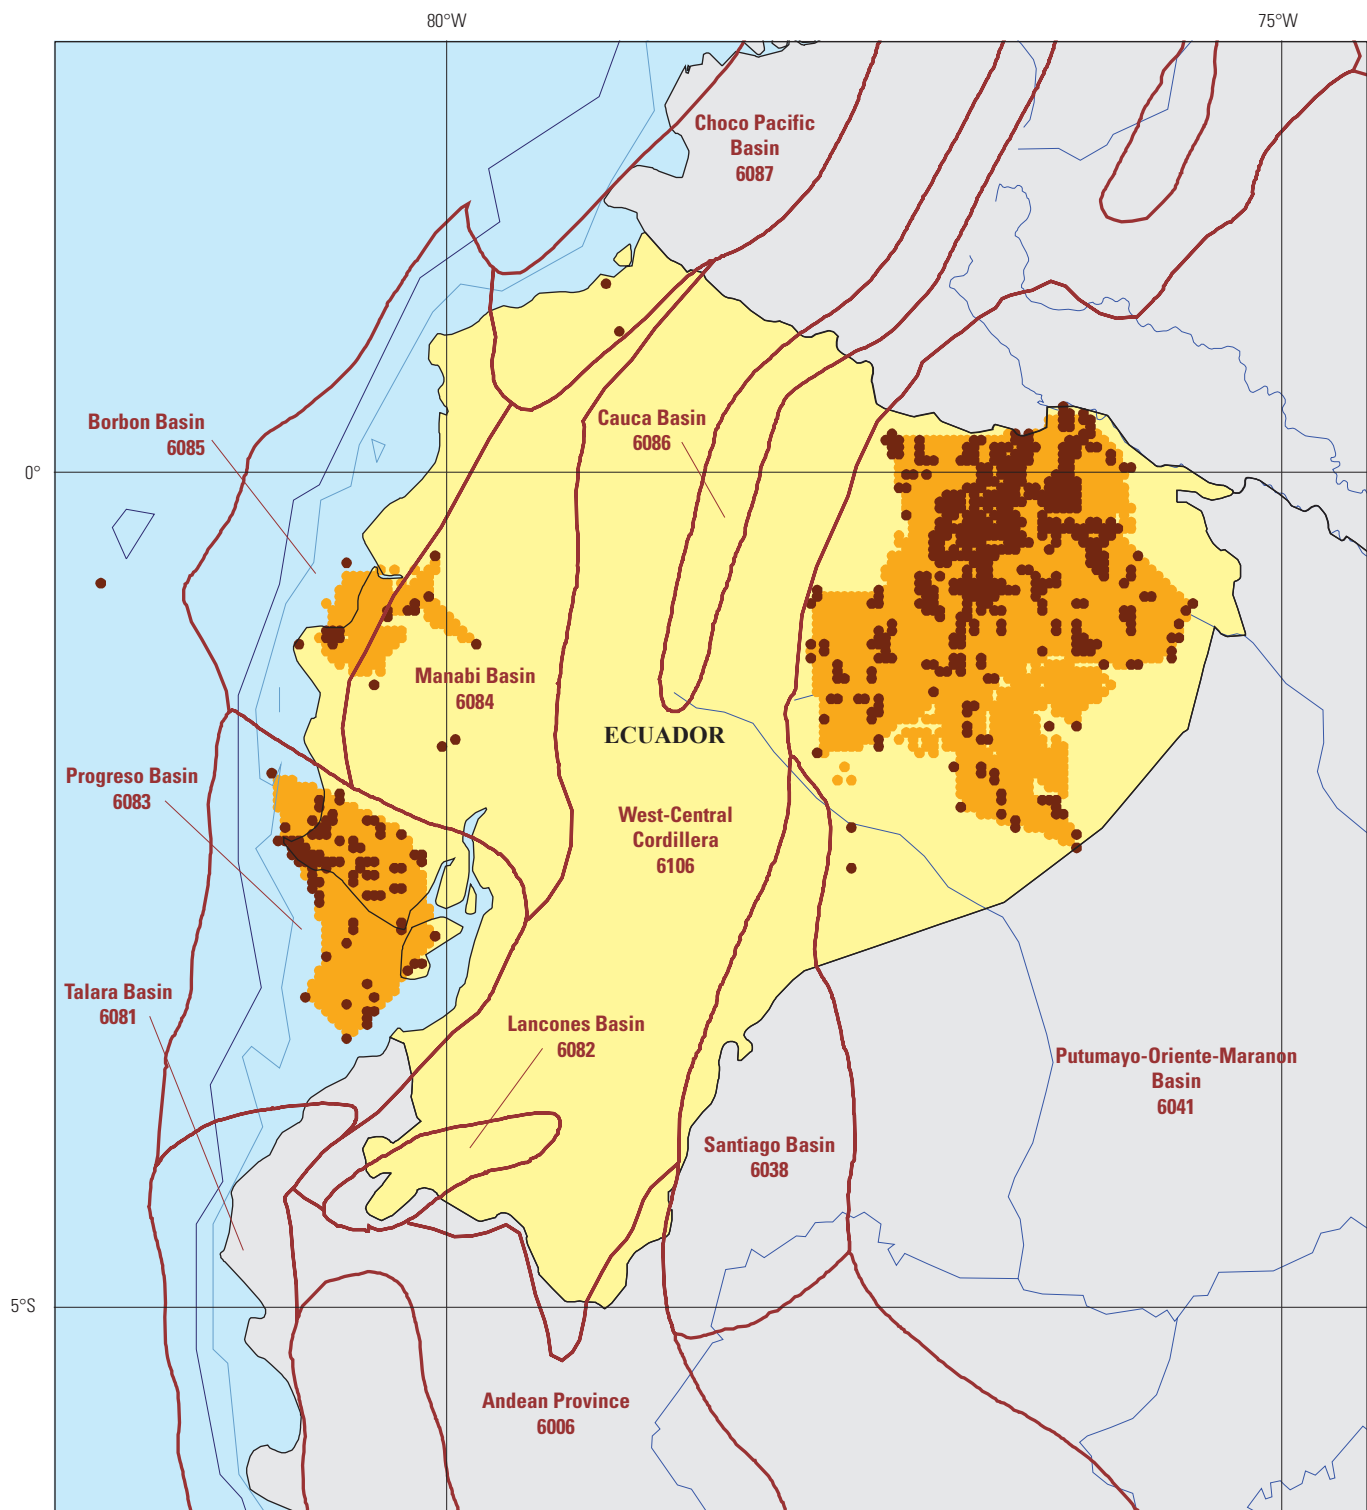 80°W
75°W
Choco Pacific
Basin
6087
Borbon Basin
6085
Cauca Basin
6086
0°
Manabi Basin
6084
ECUADOR
Progreso Basin
6083
West-Central
Cordillera
6106
Talara Basin
6081
Lancones Basin
6082
Putumayo-Oriente-Maranon
Basin
6041
Santiago Basin
6038
5°S
Andean Province
6006